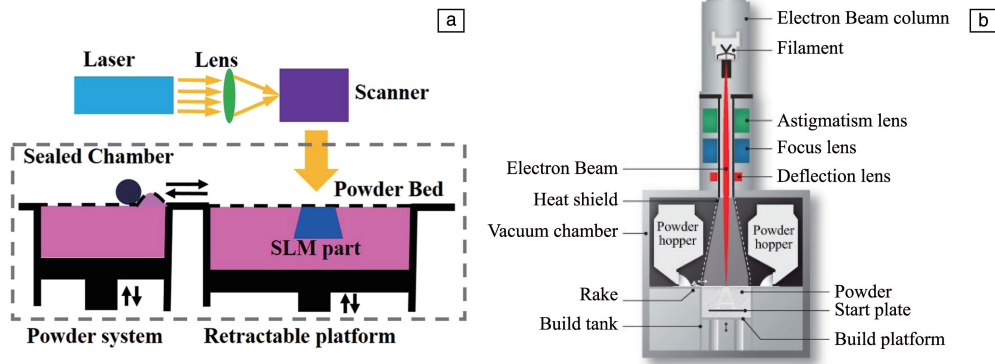 a
Laser
Lens
Scanner
Sealed Chamber
Powder Bed
SLM part
Powder system
Retractable platform
b
Electron Beam column
Filament
Astigmatism lens
Focus lens
Deflection lens
Electron Beam
Heat shield
Vacuum chamber
Powder
hopper
Powder
hopper
Rake
Build tank
Powder
Start plate
Build platform